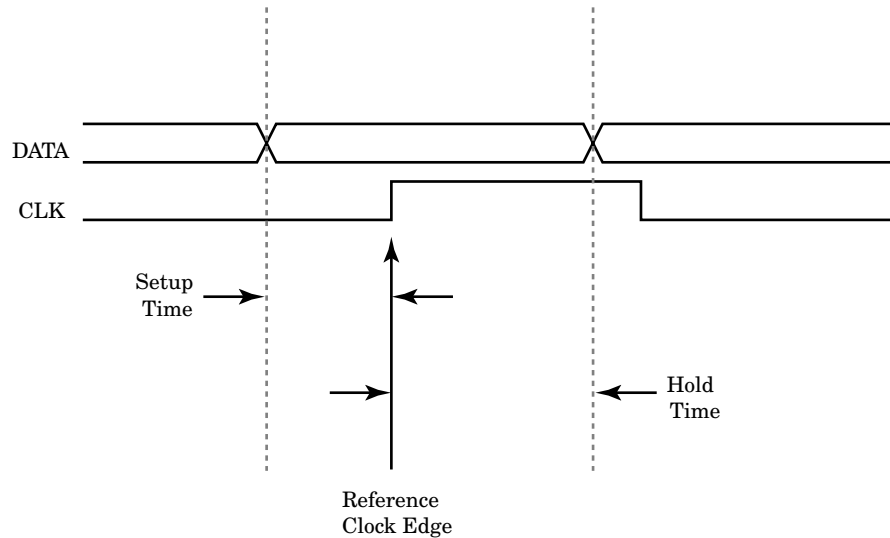 DATA
CLK
Setup
Time
Hold
Time
Reference
Clock Edge